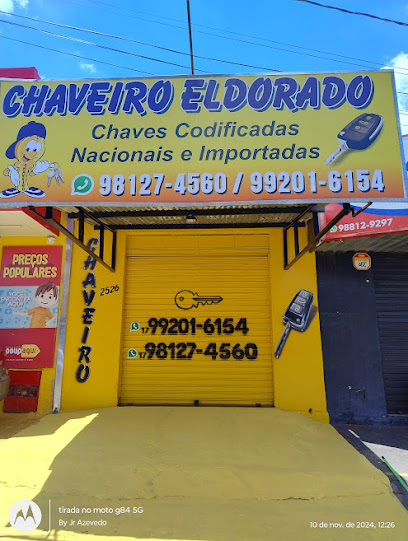 CHAVEIRO ELDORADO
Chaves Codificadas
Nacionais e Importadas
98127-4560 / 99201-6154
98812-9297
PREÇOS
POPULARES
CHAVEIRO
2526
17 99201-6154
17 98127-4560
tirada no moto g84 5G
By Jr Azevedo
10 de nov. de 2024, 12:26